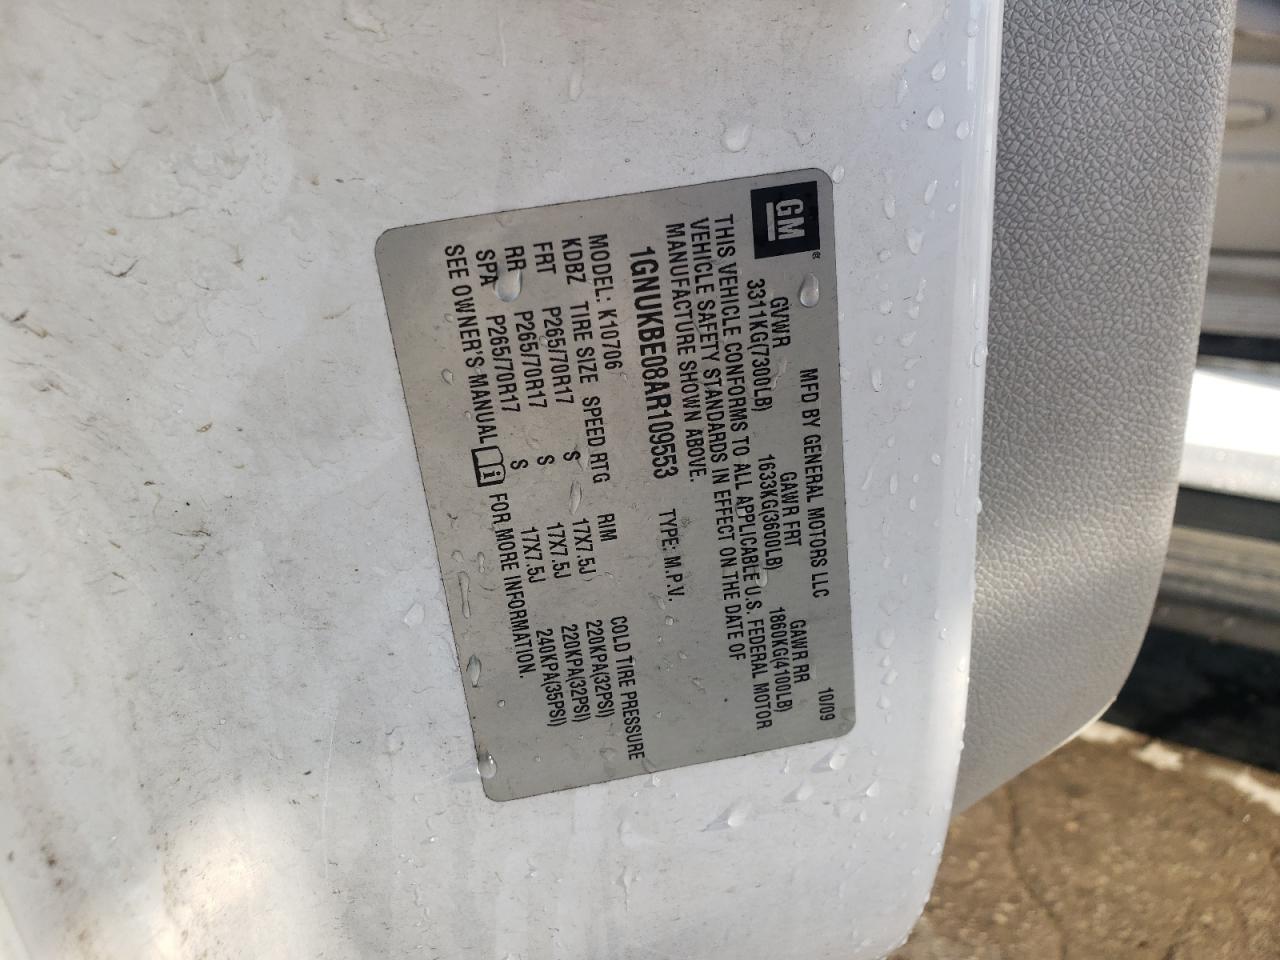 GM ®
MFD BY GENERAL MOTORS LLC 10/09
GVWR GAWR FRT GAWR RR
3311KG(7300LB) 1633KG(3600LB) 1860KG(4100LB)
THIS VEHICLE CONFORMS TO ALL APPLICABLE U.S. FEDERAL MOTOR
VEHICLE SAFETY STANDARDS IN EFFECT ON THE DATE OF
MANUFACTURE SHOWN ABOVE.
1GNUKBE08AR109553 TYPE: M.P.V.
MODEL: K10706
KDBZ TIRE SIZE SPEED RTG RIM COLD TIRE PRESSURE
FRT P265/70R17 S 17X7.5J 220KPA(32PSI)
RR P265/70R17 S 17X7.5J 220KPA(32PSI)
SPA P265/70R17 S 17X7.5J 240KPA(35PSI)
SEE OWNER'S MANUAL i FOR MORE INFORMATION.